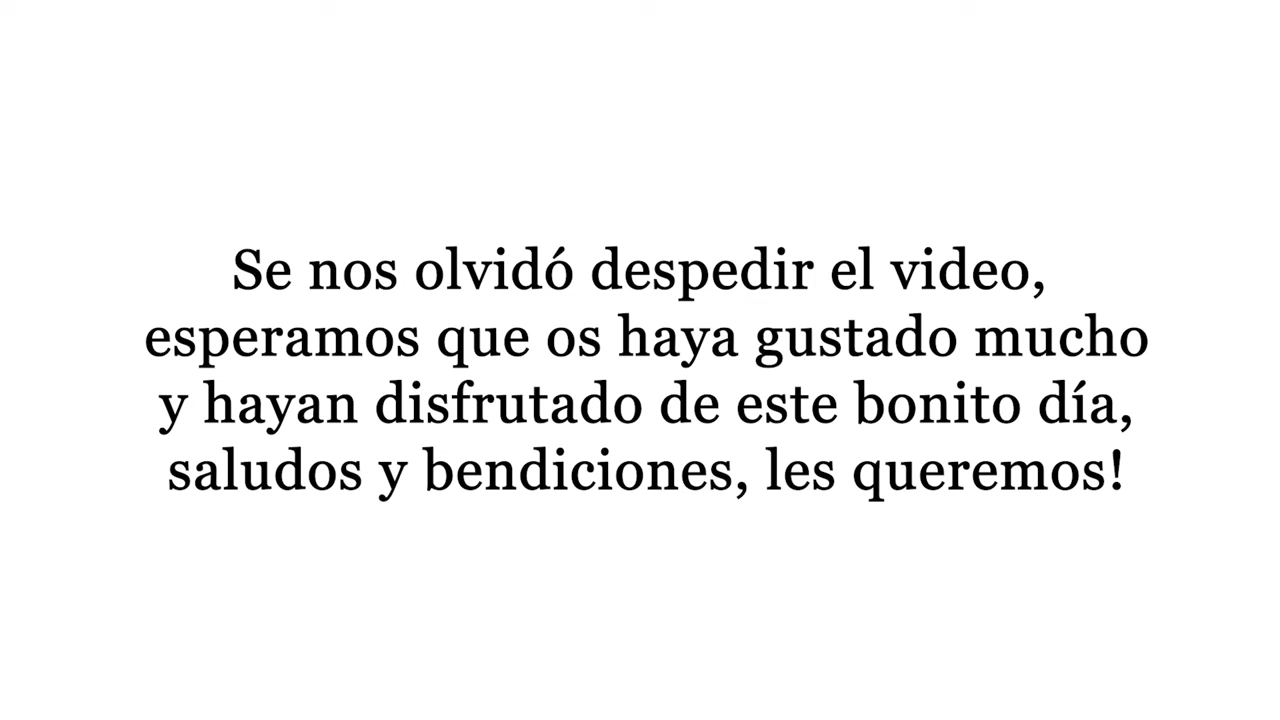 Se nos olvidó despedir el video,
esperamos que os haya gustado mucho
y hayan disfrutado de este bonito día,
saludos y bendiciones, les queremos!